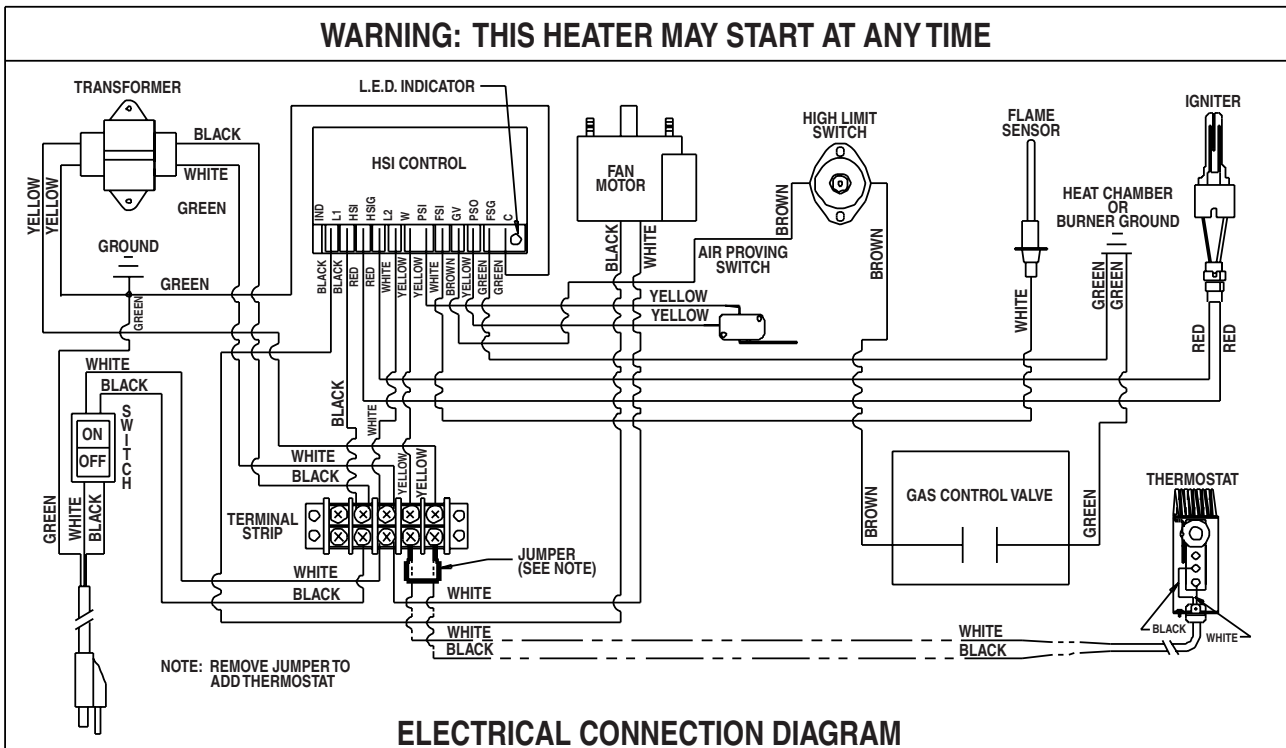 WARNING: THIS HEATER MAY START AT ANY TIME
TRANSFORMER
L.E.D. INDICATOR
HIGH LIMIT
SWITCH
FLAME
SENSOR
IGNITER
BLACK
WHITE
GREEN
YELLOW
YELLOW
GROUND
GREEN
GREEN
HSI CONTROL
IND
L1
HSI
HSIG
L2
W
PSI
FSI
GV
PSO
FSG
C
BLACK
BLACK
RED
RED
WHITE
YELLOW
YELLOW
WHITE
BROWN
YELLOW
GREEN
GREEN
FAN
MOTOR
BLACK
WHITE
BROWN
BROWN
AIR PROVING
SWITCH
YELLOW
YELLOW
HEAT CHAMBER
OR
BURNER GROUND
WHITE
GREEN
GREEN
RED
RED
WHITE
BLACK
SWITCH
ON
OFF
GREEN
WHITE
BLACK
BLACK
WHITE
WHITE
BLACK
YELLOW
YELLOW
TERMINAL
STRIP
JUMPER
(SEE NOTE)
WHITE
BLACK
WHITE
WHITE
BLACK
WHITE
BLACK
BROWN
GAS CONTROL VALVE
GREEN
THERMOSTAT
BLACK
WHITE
NOTE: REMOVE JUMPER TO
ADD THERMOSTAT
ELECTRICAL CONNECTION DIAGRAM